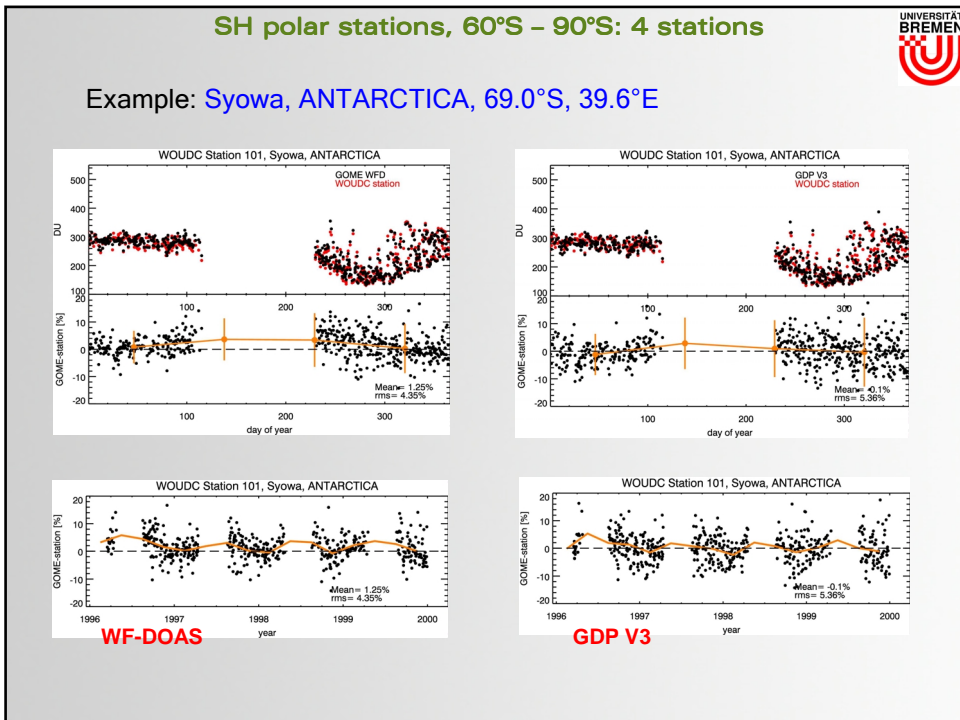 SH polar stations, 60°S – 90°S: 4 stations
UNIVERSITÄT
BREMEN
Example: Syowa, ANTARCTICA, 69.0°S, 39.6°E
WOUDC Station 101, Syowa, ANTARCTICA
GOME WFD
WOUDC station
500
400
300
200
100
DU
100
200
300
20
10
0
-10
-20
GOME-station [%]
Mean= 1.25%
rms= 4.35%
100
200
300
day of year
WOUDC Station 101, Syowa, ANTARCTICA
GDP V3
WOUDC station
500
400
300
200
100
DU
100
200
300
20
10
0
-10
-20
GOME-station [%]
Mean= -0.1%
rms= 5.36%
100
200
300
day of year
WOUDC Station 101, Syowa, ANTARCTICA
20
10
0
-10
-20
GOME-station [%]
Mean= 1.25%
rms= 4.35%
1996
1997
1998
1999
2000
year
WF-DOAS
WOUDC Station 101, Syowa, ANTARCTICA
20
10
0
-10
-20
GOME-station [%]
Mean= -0.1%
rms= 5.36%
1996
1997
1998
1999
2000
year
GDP V3